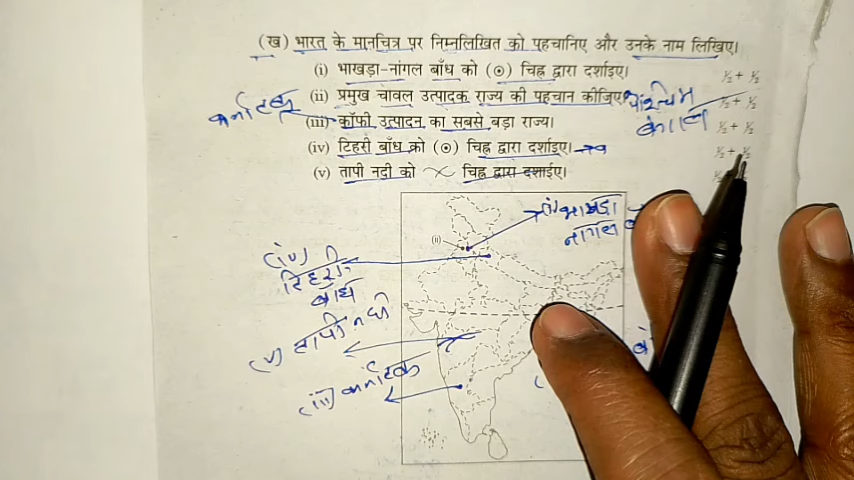 (ख) भारत के मानचित्र पर निम्नलिखित को पहचानिए और उनके नाम लिखिए।
(i) भाखड़ा-नांगल बाँध को (⊙) चिह्न द्वारा दर्शाइए।
½ + ½
(ii) प्रमुख चावल उत्पादक राज्य की पहचान कीजिए
पश्चिम बंगाल
½ + ½
कर्नाटक
(iii) कॉफी उत्पादन का सबसे बड़ा राज्य।
½ + ½
(iv) टिहरी बाँध को (⊙) चिह्न द्वारा दर्शाइए।
½ + ½
(v) तापी नदी को चिह्न द्वारा दर्शाईए।
(i) भाखड़ा
नांगल
(ii)
(iv)
टिहरी
बाँध
(v) तापी नदी
(iii) कर्नाटक